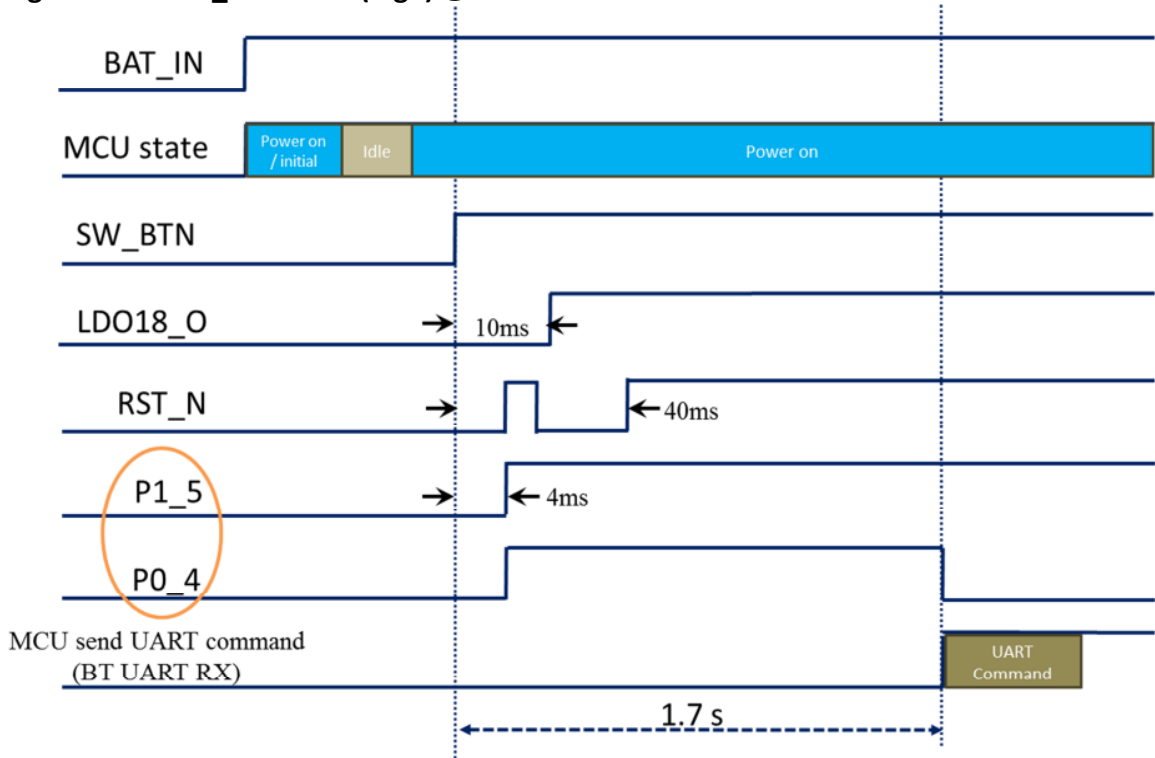 BAT_IN
MCU state
Power on
/ initial
Idle
Power on
SW_BTN
LDO18_O
10ms
RST_N
40ms
P1_5
4ms
P0_4
MCU send UART command
(BT UART RX)
UART
Command
1.7 s